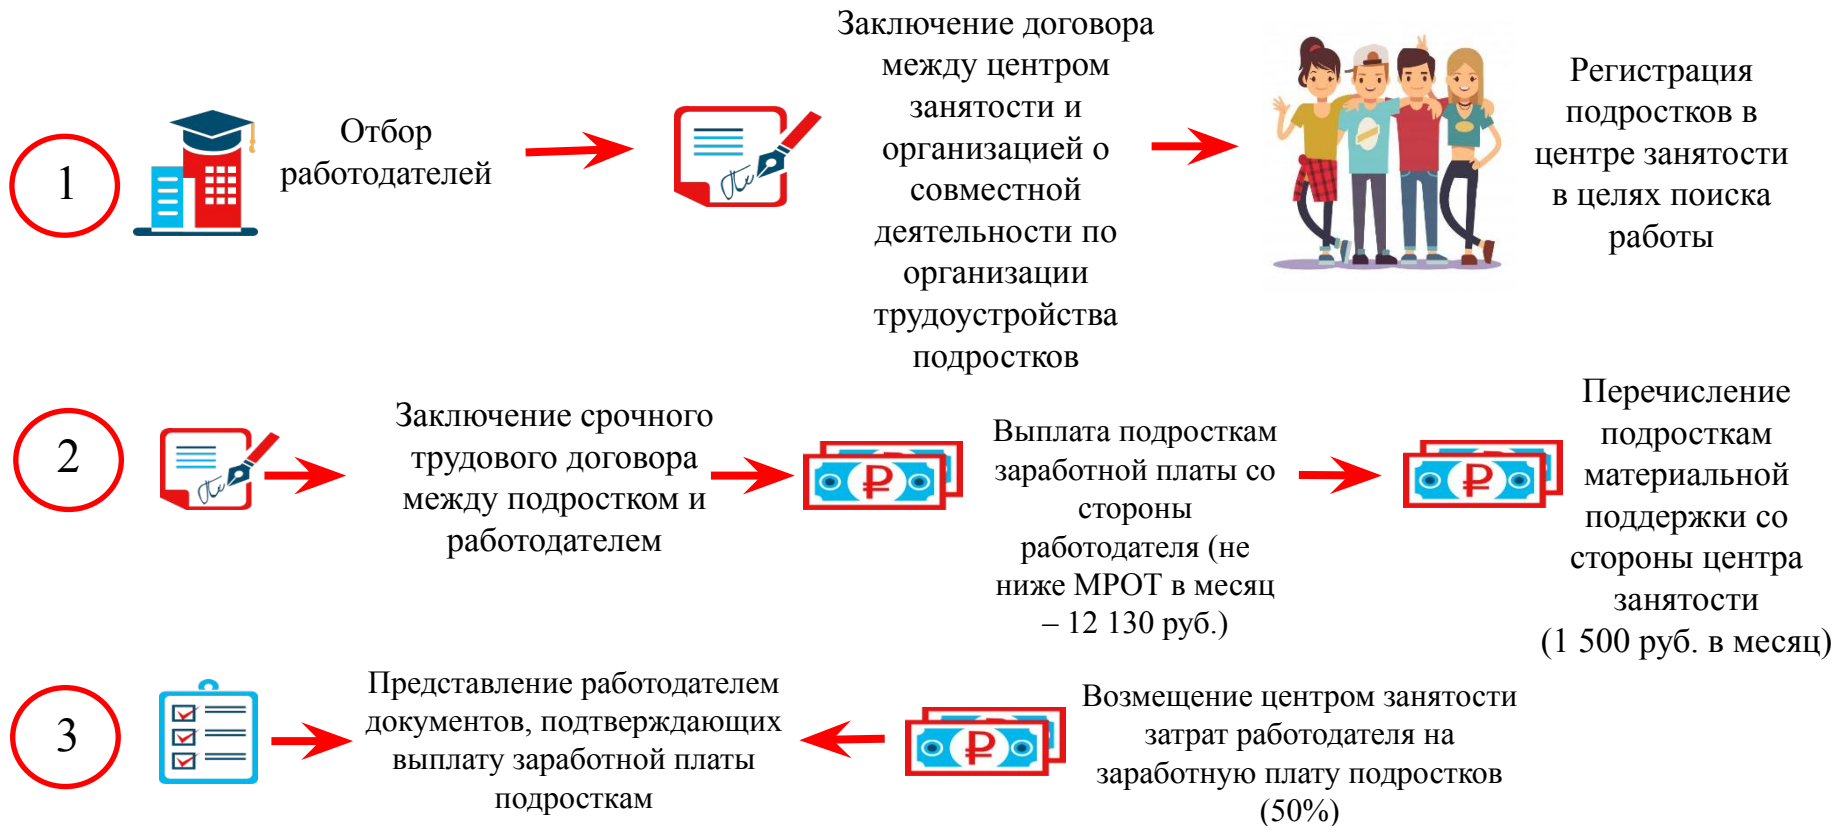 1
Отбор
работодателей
Заключение договора
между центром
занятости и
организацией о
совместной
деятельности по
организации
трудоустройства
подростков
Регистрация
подростков в
центре занятости
в целях поиска
работы
2
Заключение срочного
трудового договора
между подростком и
работодателем
Выплата подросткам
заработной платы со
стороны
работодателя (не
ниже МРОТ в месяц
– 12 130 руб.)
Перечисление
подросткам
материальной
поддержки со
стороны центра
занятости
(1 500 руб. в месяц)
3
Представление работодателем
документов, подтверждающих
выплату заработной платы
подросткам
Возмещение центром занятости
затрат работодателя на
заработную плату подростков
(50%)